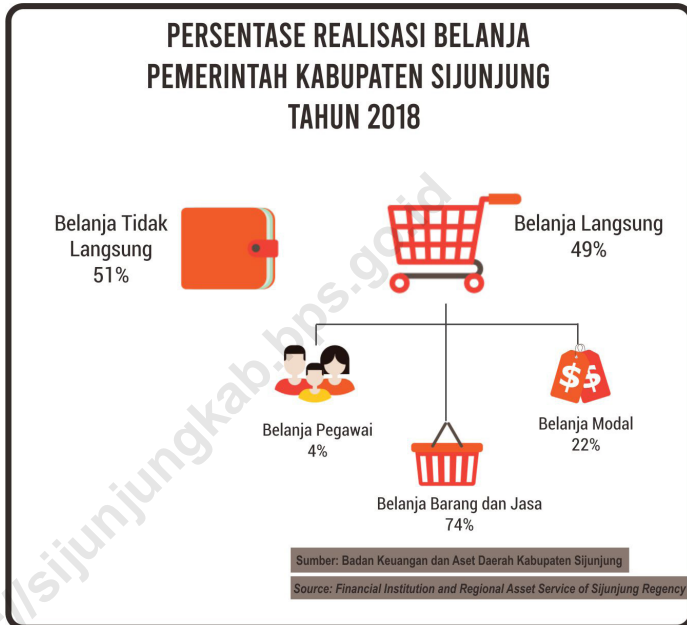 PERSENTASE REALISASI BELANJA
PEMERINTAH KABUPATEN SIJUNJUNG
TAHUN 2018
Belanja Tidak
Langsung
51%
Belanja Langsung
49%
Belanja Pegawai
4%
Belanja Modal
22%
Belanja Barang dan Jasa
74%
Sumber: Badan Keuangan dan Aset Daerah Kabupaten Sijunjung
Source: Financial Institution and Regional Asset Service of Sijunjung Regency
//sijunjungkab.bps.go.id